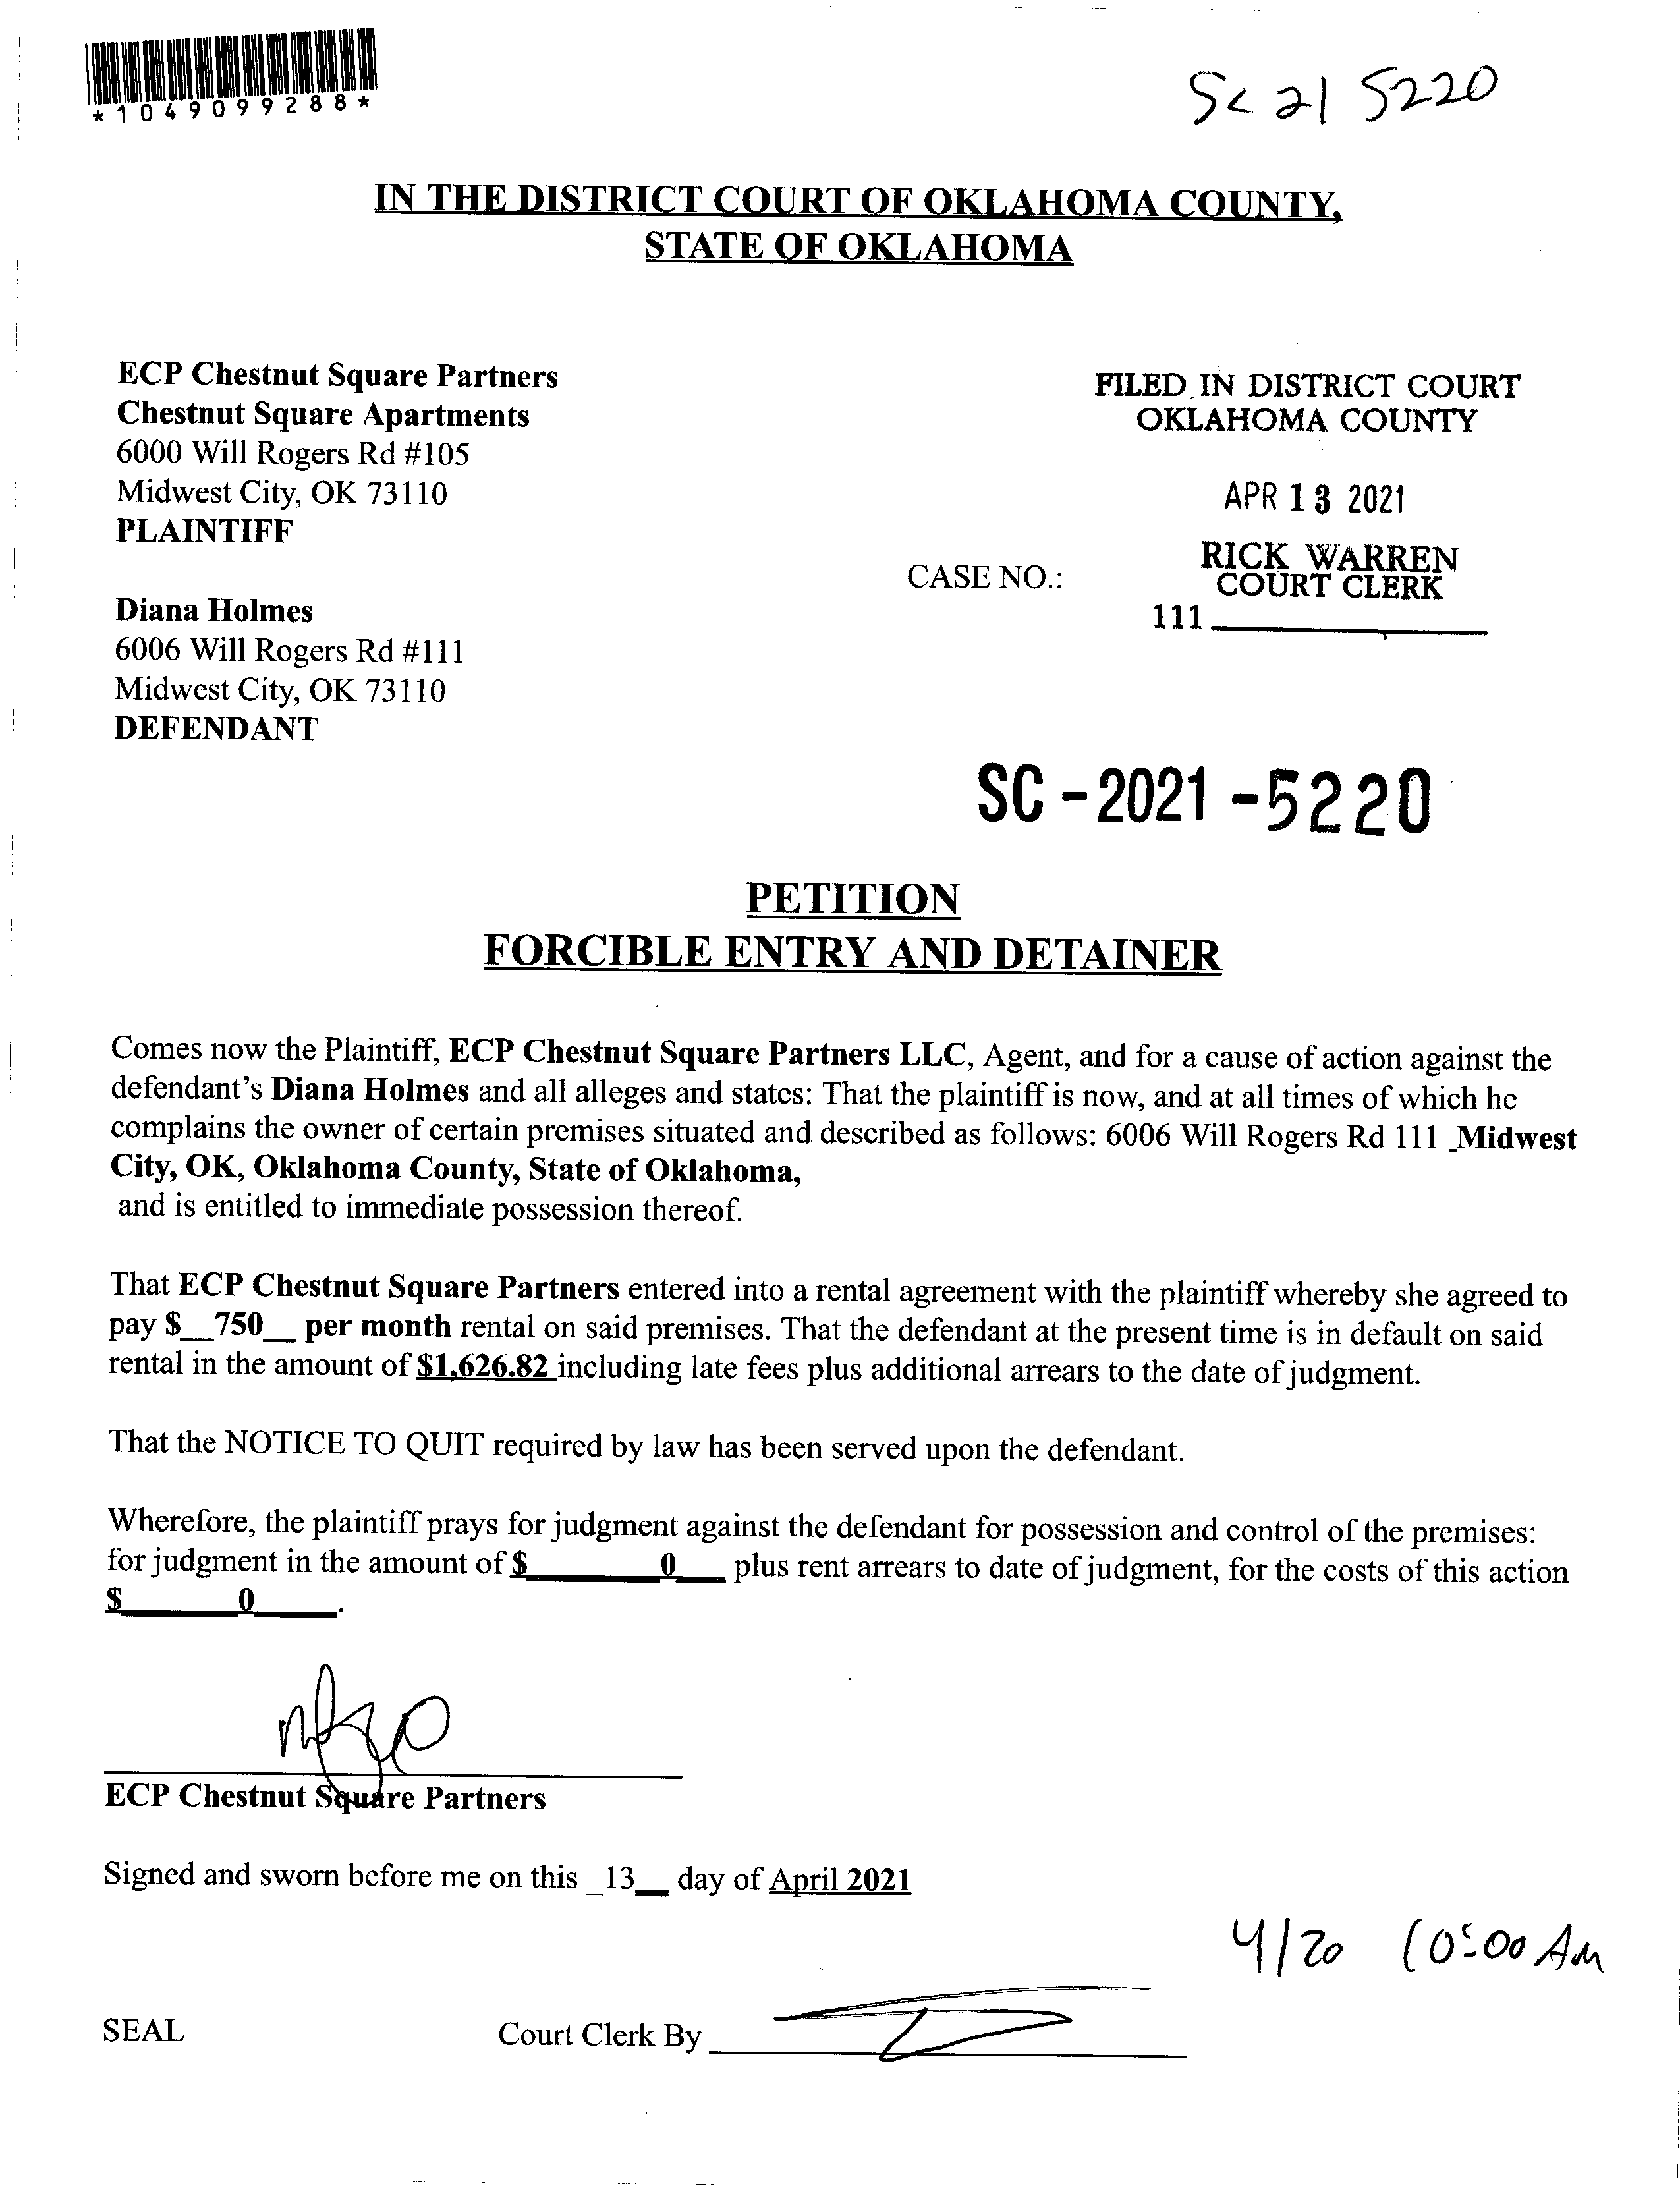 *1049099288*
SC 21 5220
IN THE DISTRICT COURT OF OKLAHOMA COUNTY,
STATE OF OKLAHOMA
ECP Chestnut Square Partners
Chestnut Square Apartments
6000 Will Rogers Rd #105
Midwest City, OK 73110
PLAINTIFF
FILED IN DISTRICT COURT
OKLAHOMA COUNTY
APR 13 2021
RICK WARREN
COURT CLERK
111
CASE NO.:
Diana Holmes
6006 Will Rogers Rd #111
Midwest City, OK 73110
DEFENDANT
SC - 2021 - 5220
PETITION
FORCIBLE ENTRY AND DETAINER
Comes now the Plaintiff, ECP Chestnut Square Partners LLC, Agent, and for a cause of action against the
defendant's Diana Holmes and all alleges and states: That the plaintiff is now, and at all times of which he
complains the owner of certain premises situated and described as follows: 6006 Will Rogers Rd 111 _Midwest
City, OK, Oklahoma County, State of Oklahoma,
and is entitled to immediate possession thereof.
That ECP Chestnut Square Partners entered into a rental agreement with the plaintiff whereby she agreed to
pay $__750__ per month rental on said premises. That the defendant at the present time is in default on said
rental in the amount of $1,626.82 including late fees plus additional arrears to the date of judgment.
That the NOTICE TO QUIT required by law has been served upon the defendant.
Wherefore, the plaintiff prays for judgment against the defendant for possession and control of the premises:
for judgment in the amount of $________0___ plus rent arrears to date of judgment, for the costs of this action
$_______0_____.
ECP Chestnut Square Partners
Signed and sworn before me on this _13__ day of April 2021
4/20 10:00 AM
SEAL
Court Clerk By